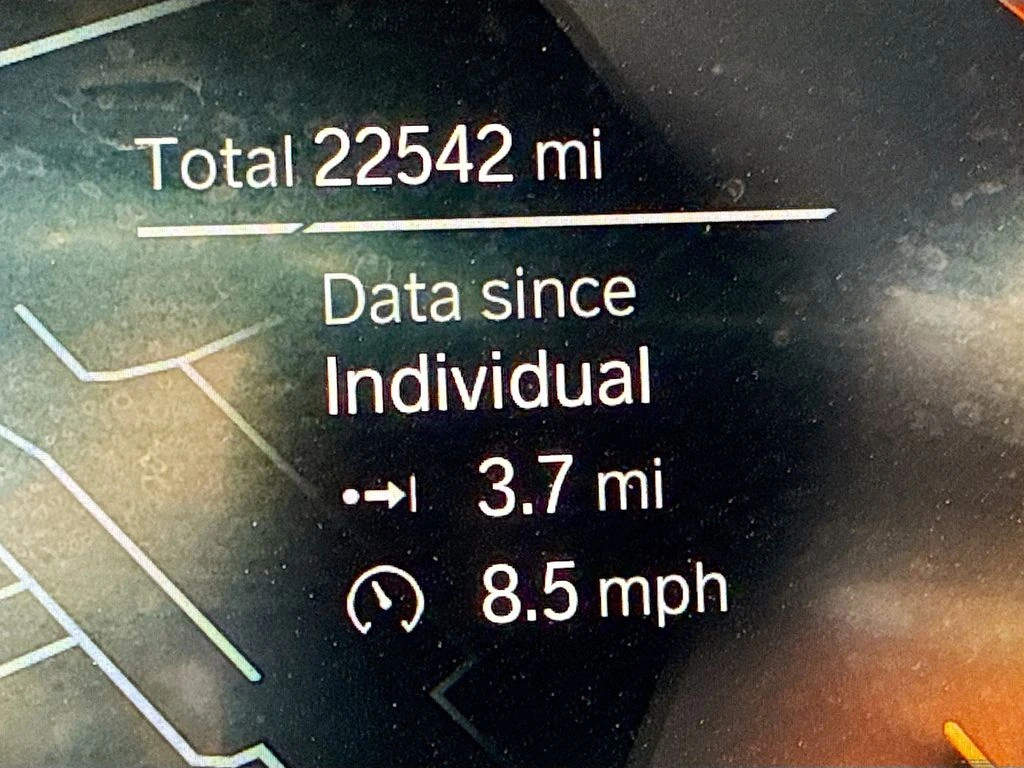 Total 22542 mi
Data since
Individual
3.7 mi
8.5 mph